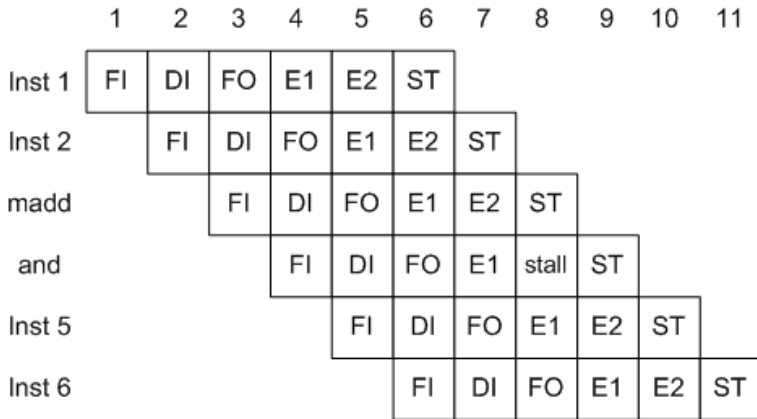 1 2 3 4 5 6 7 8 9 10 11
Inst 1 FI DI FO E1 E2 ST
Inst 2 FI DI FO E1 E2 ST
madd FI DI FO E1 E2 ST
and FI DI FO E1 stall ST
Inst 5 FI DI FO E1 E2 ST
Inst 6 FI DI FO E1 E2 ST